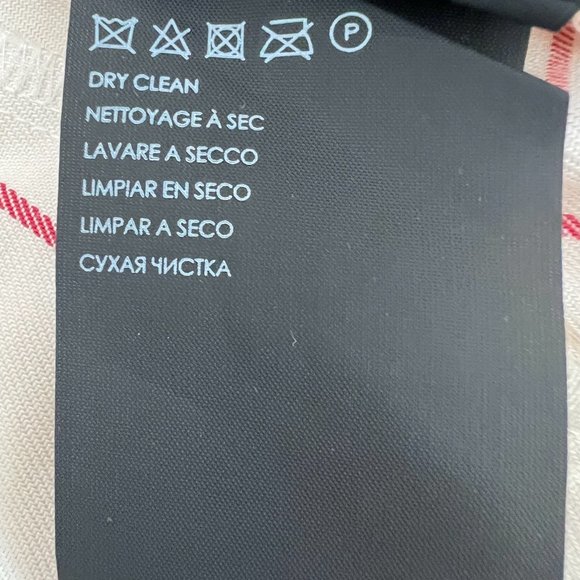 P
DRY CLEAN
NETTOYAGE À SEC
LAVARE A SECCO
LIMPIAR EN SECO
LIMPAR A SECO
СУХАЯ ЧИСТКА